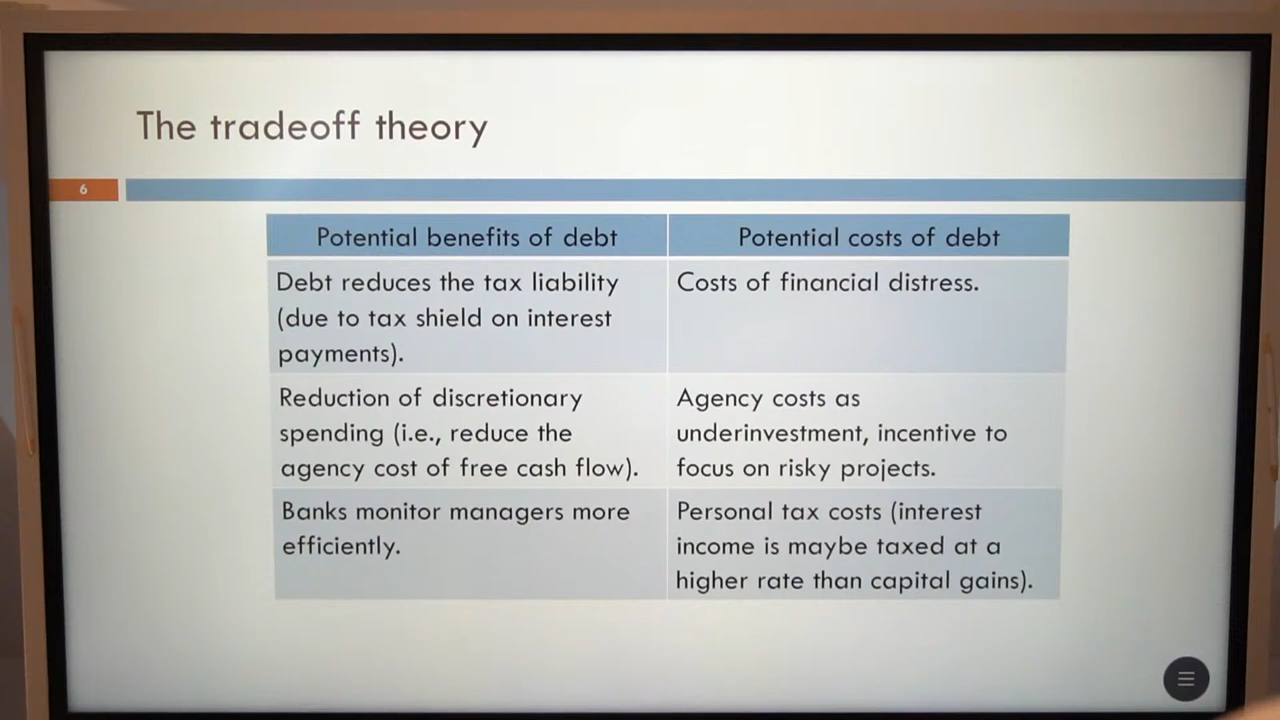 The tradeoff theory
6
Potential benefits of debt
Potential costs of debt
Debt reduces the tax liability
(due to tax shield on interest
payments).
Costs of financial distress.
Reduction of discretionary
spending (i.e., reduce the
agency cost of free cash flow).
Agency costs as
underinvestment, incentive to
focus on risky projects.
Banks monitor managers more
efficiently.
Personal tax costs (interest
income is maybe taxed at a
higher rate than capital gains).